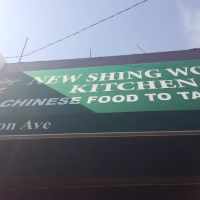 NEW SHING WO
KITCHEN
CHINESE FOOD TO TA
on Ave